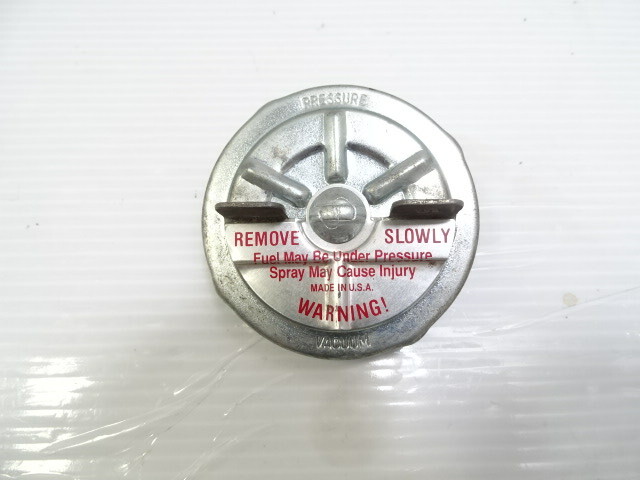 PRESSURE
REMOVE SLOWLY
Fuel May Be Under Pressure
Spray May Cause Injury
MADE IN U.S.A.
WARNING!
VACUUM